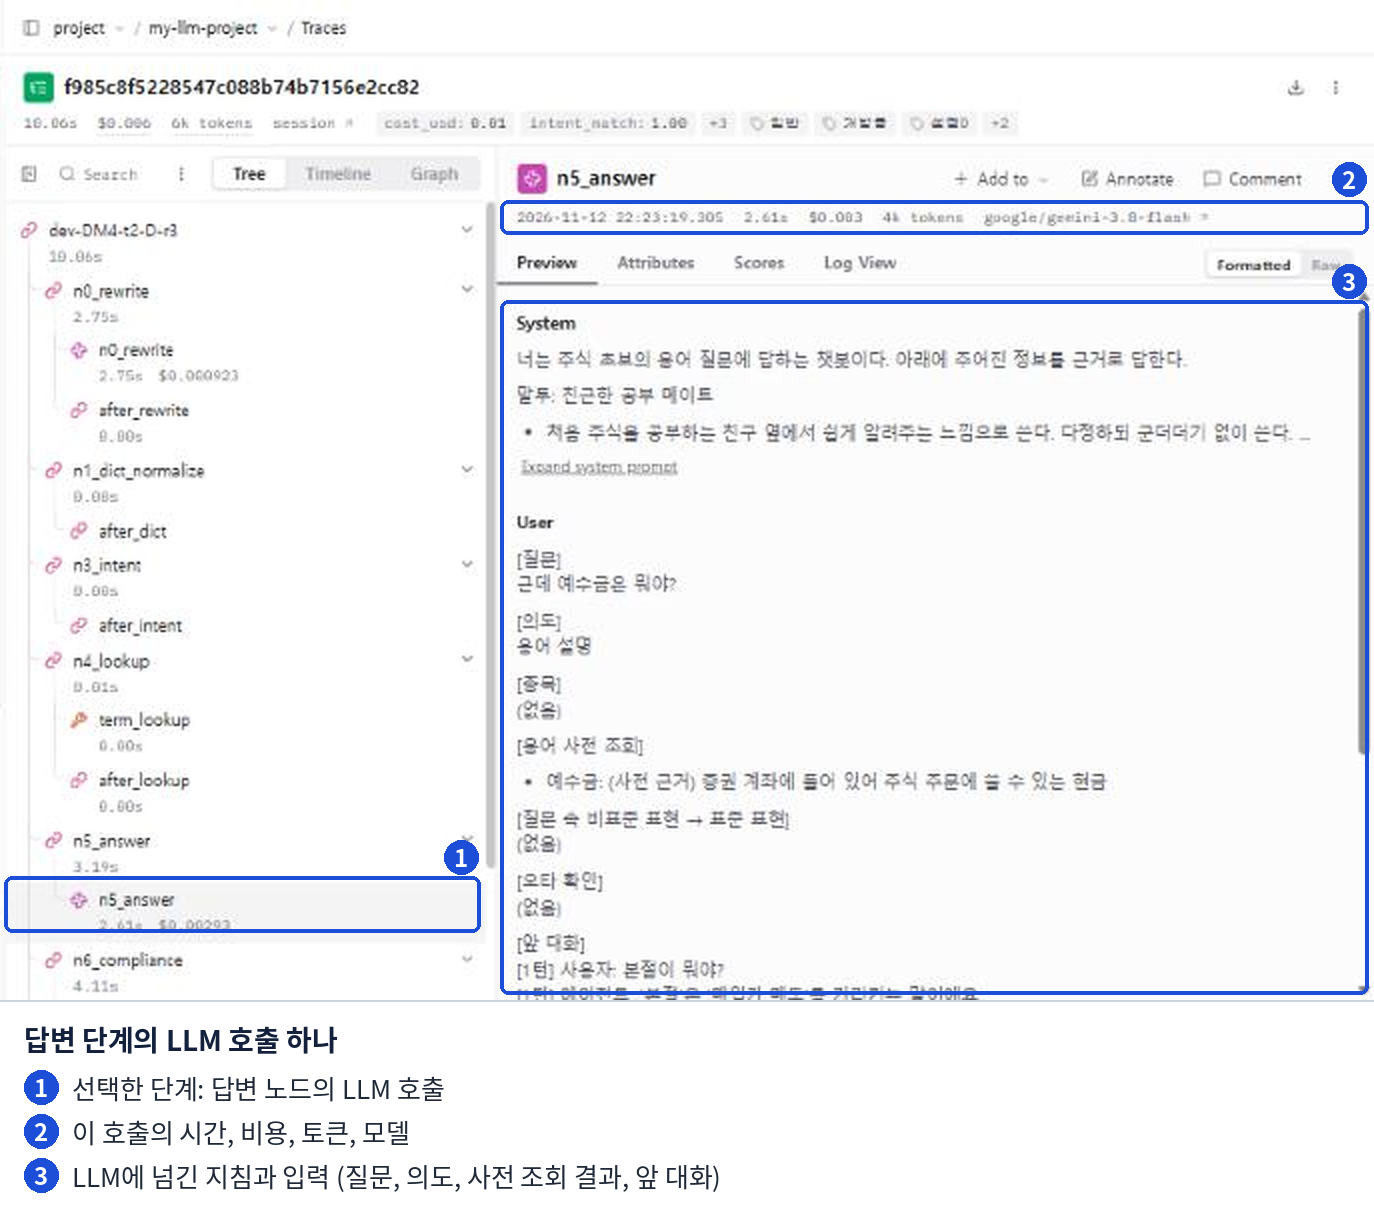 project / my-llm-project / Traces
f985c8f5228547c088b74b7156e2cc82
10.06s $0.006 6k tokens session cost_usd: 0.01 intent_match: 1.00 +3 일반 +2
Search Tree Timeline Graph
dev-DM4-t2-D-r3
10.06s
n0_rewrite
2.75s
n0_rewrite
2.75s $0.000923
after_rewrite
0.00s
n1_dict_normalize
0.00s
after_dict
n3_intent
0.00s
after_intent
n4_lookup
0.01s
term_lookup
0.00s
after_lookup
0.00s
n5_answer
3.19s
1
n5_answer
2.61s $0.00293
n6_compliance
4.11s
n5_answer + Add to Annotate Comment 2
2026-11-12 22:23:19.305 2.61s $0.003 4k tokens google/gemini-3.8-flash
Preview Attributes Scores Log View Formatted Raw
3
System
너는 주식 초보의 용어 질문에 답하는 챗봇이다. 아래에 주어진 정보를 근거로 답한다.
말투: 친근한 공부 메이트
• 처음 주식을 공부하는 친구 옆에서 쉽게 알려주는 느낌으로 쓴다. 다정하되 군더더기 없이 쓴다. ...
Expand system prompt
User
[질문]
근데 예수금은 뭐야?
[의도]
용어 설명
[종목]
(없음)
[용어 사전 조회]
• 예수금: (사전 근거) 증권 계좌에 들어 있어 주식 주문에 쓸 수 있는 현금
[질문 속 비표준 표현 → 표준 표현]
(없음)
[오타 확인]
(없음)
[앞 대화]
[1턴] 사용자: 본절이 뭐야?
답변 단계의 LLM 호출 하나
1 선택한 단계: 답변 노드의 LLM 호출
2 이 호출의 시간, 비용, 토큰, 모델
3 LLM에 넘긴 지침과 입력 (질문, 의도, 사전 조회 결과, 앞 대화)